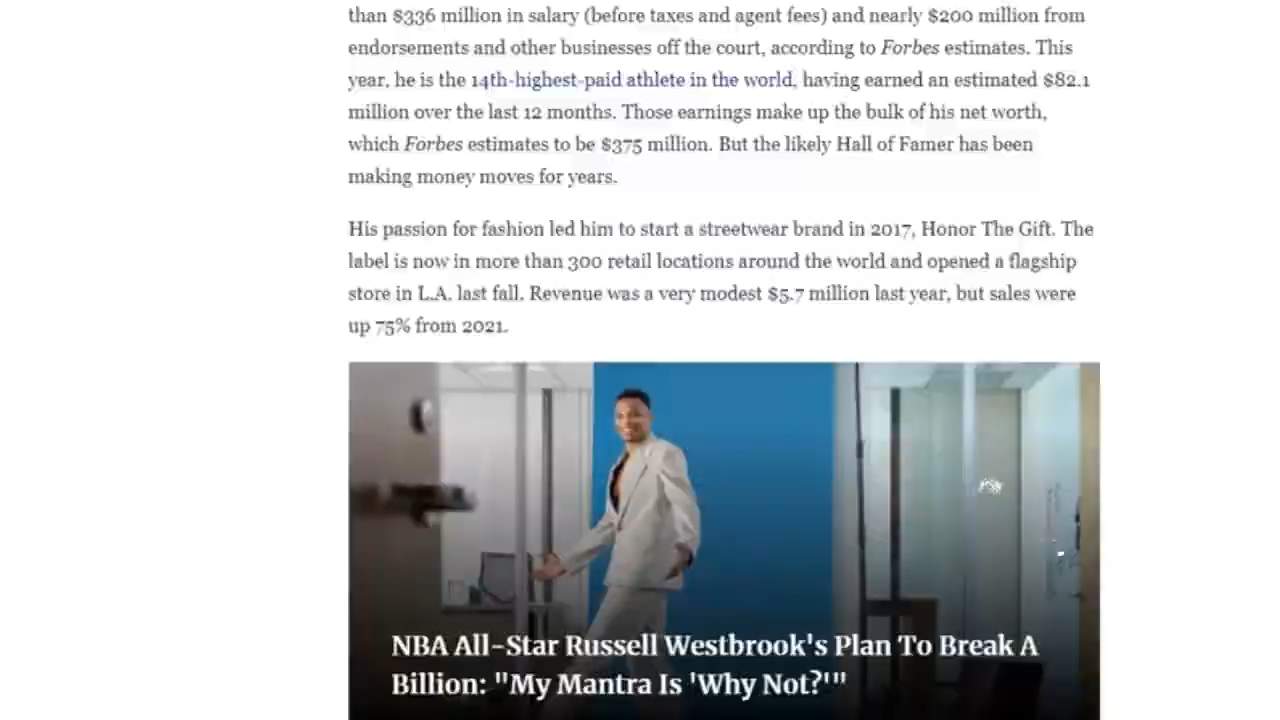 than $336 million in salary (before taxes and agent fees) and nearly $200 million from
endorsements and other businesses off the court, according to Forbes estimates. This
year, he is the 14th-highest-paid athlete in the world, having earned an estimated $82.1
million over the last 12 months. Those earnings make up the bulk of his net worth,
which Forbes estimates to be $375 million. But the likely Hall of Famer has been
making money moves for years.
His passion for fashion led him to start a streetwear brand in 2017, Honor The Gift. The
label is now in more than 300 retail locations around the world and opened a flagship
store in L.A. last fall. Revenue was a very modest $5.7 million last year, but sales were
up 75% from 2021.
NBA All-Star Russell Westbrook's Plan To Break A
Billion: "My Mantra Is 'Why Not?'"